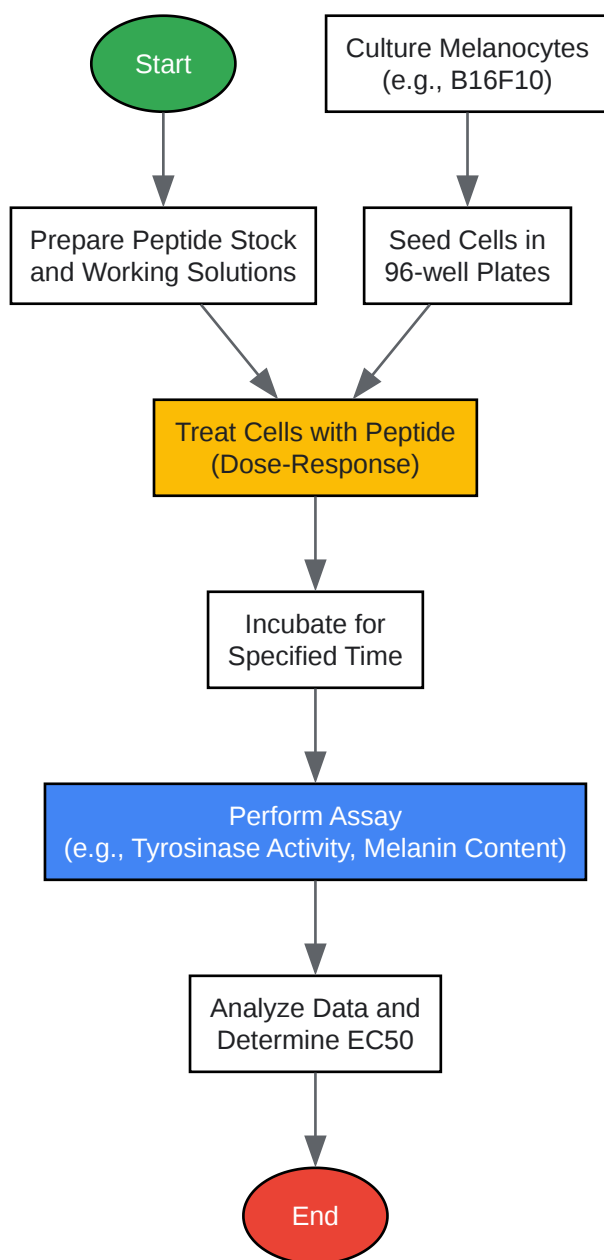 Start
Culture Melanocytes
(e.g., B16F10)
Prepare Peptide Stock
and Working Solutions
Seed Cells in
96-well Plates
Treat Cells with Peptide
(Dose-Response)
Incubate for
Specified Time
Perform Assay
(e.g., Tyrosinase Activity, Melanin Content)
Analyze Data and
Determine EC50
End